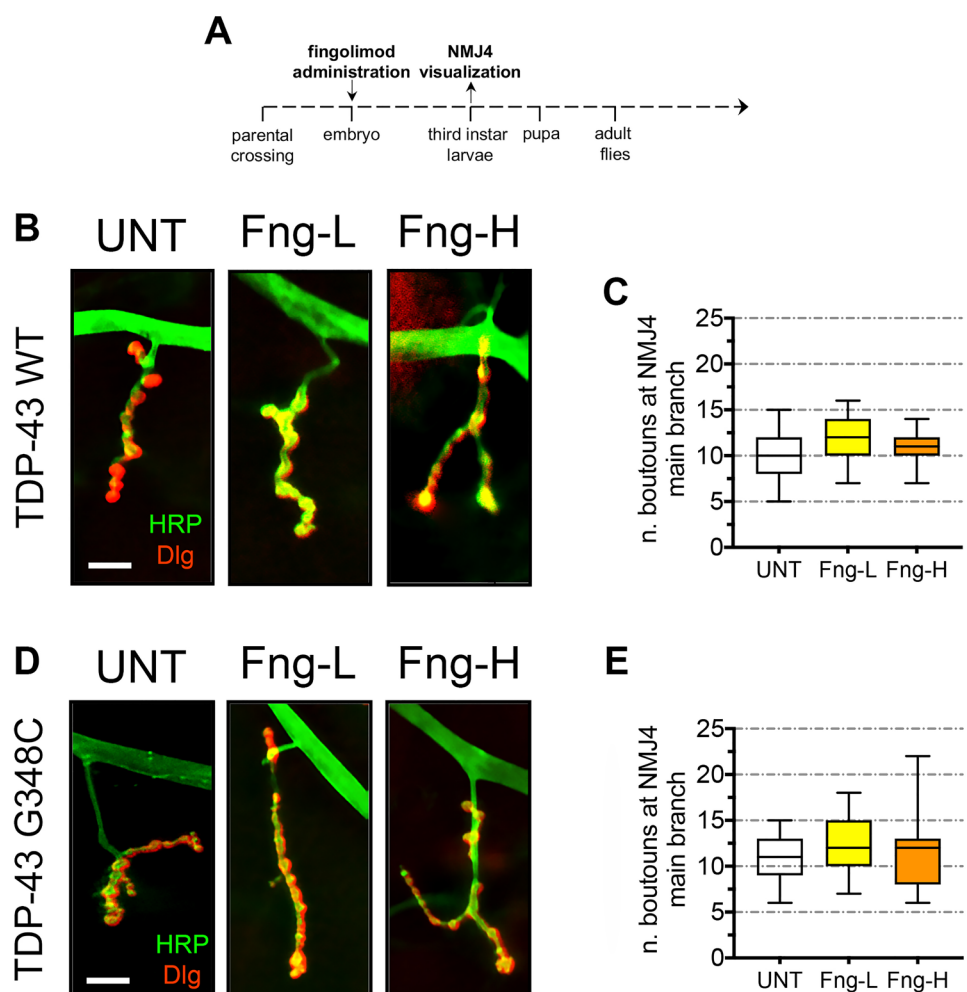 A
fingolimod
administration
NMJ4
visualization
parental
crossing
embryo
third instar
larvae
pupa
adult
flies
B
UNT
Fng-L
Fng-H
TDP-43 WT
HRP
Dlg
C
n. boutouns at NMJ4
main branch
25
20
15
10
5
0
UNT
Fng-L
Fng-H
D
UNT
Fng-L
Fng-H
TDP-43 G348C
HRP
Dlg
E
n. boutouns at NMJ4
main branch
25
20
15
10
5
0
UNT
Fng-L
Fng-H